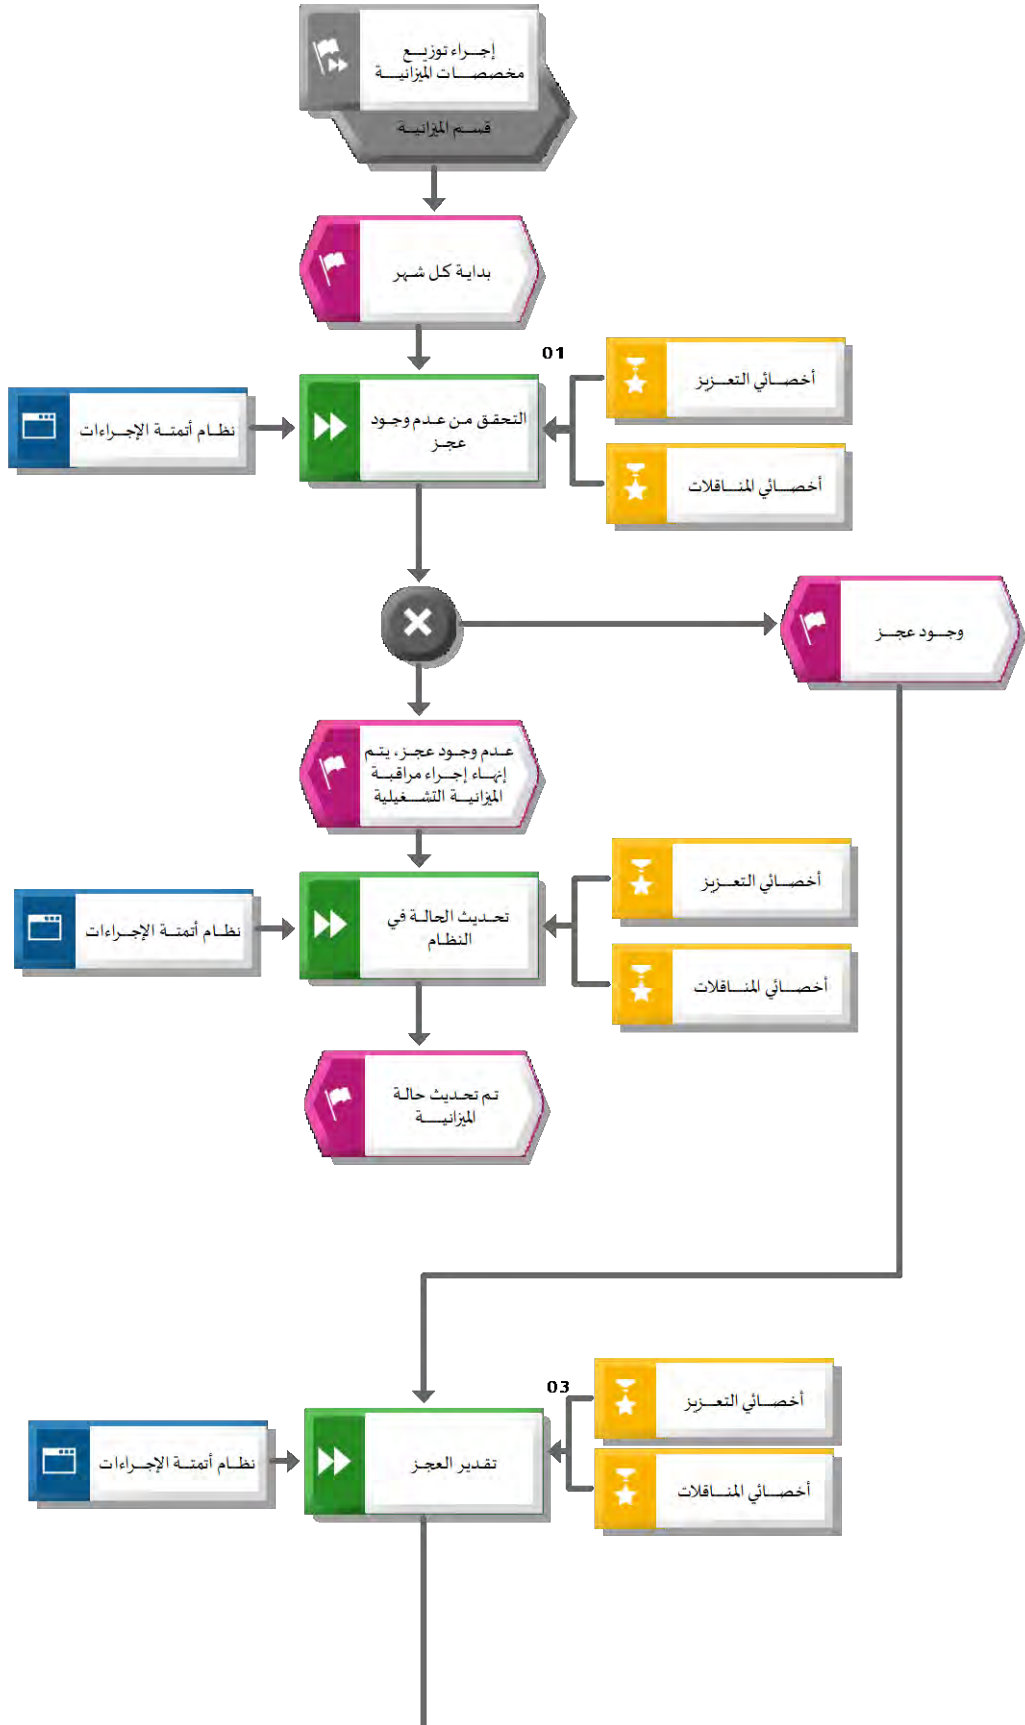 إجراء توزيع
مخصصات الميزانية
قسم الميزانية
بداية كل شهر
01
أخصائي التعزيز
التحقق من عدم وجود
عجز
نظام أتمتة الإجراءات
أخصائي المناقلات
وجود عجز
عدم وجود عجز، يتم
إنهاء إجراء مراقبة
الميزانية التشغيلية
أخصائي التعزيز
تحديث الحالة في
النظام
نظام أتمتة الإجراءات
أخصائي المناقلات
تم تحديث حالة
الميزانية
03
أخصائي التعزيز
تقدير العجز
نظام أتمتة الإجراءات
أخصائي المناقلات